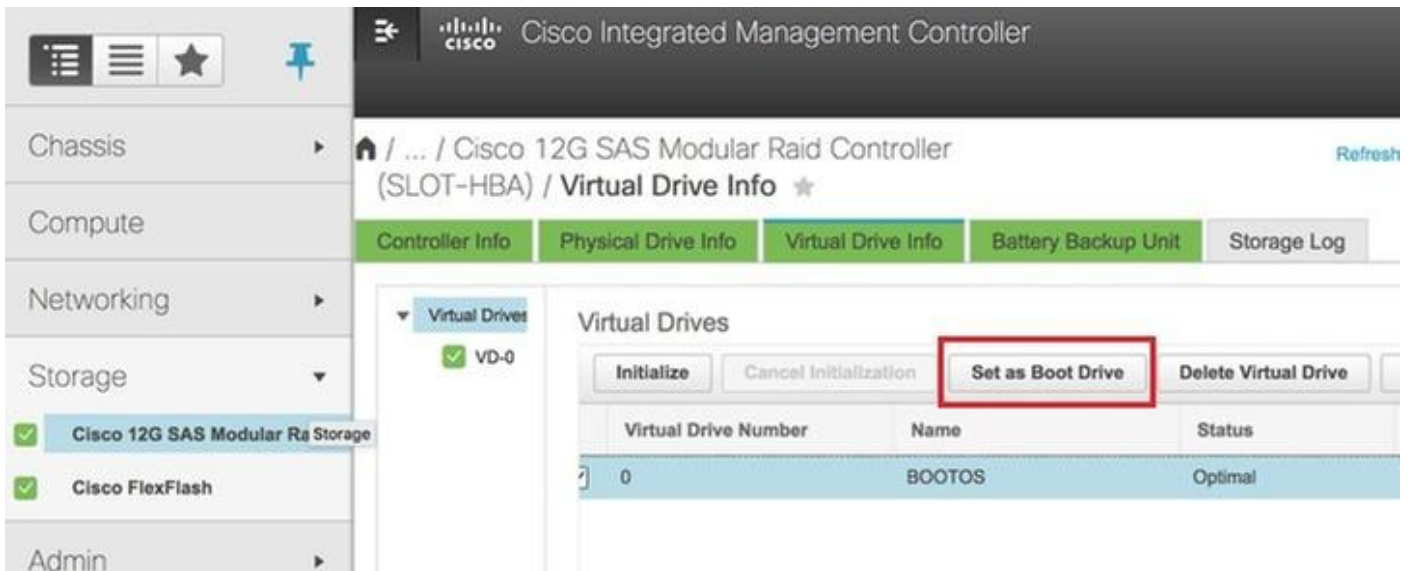 cisco Cisco Integrated Management Controller
Chassis
Compute
Networking
Storage
Cisco 12G SAS Modular Ra Storage
Cisco FlexFlash
Admin
/ ... / Cisco 12G SAS Modular Raid Controller
(SLOT-HBA) / Virtual Drive Info
Refresh
Controller Info Physical Drive Info Virtual Drive Info Battery Backup Unit Storage Log
Virtual Drives
VD-0
Virtual Drives
Initialize Cancel Initialization Set as Boot Drive Delete Virtual Drive
Virtual Drive Number Name Status
0 BOOTOS Optimal